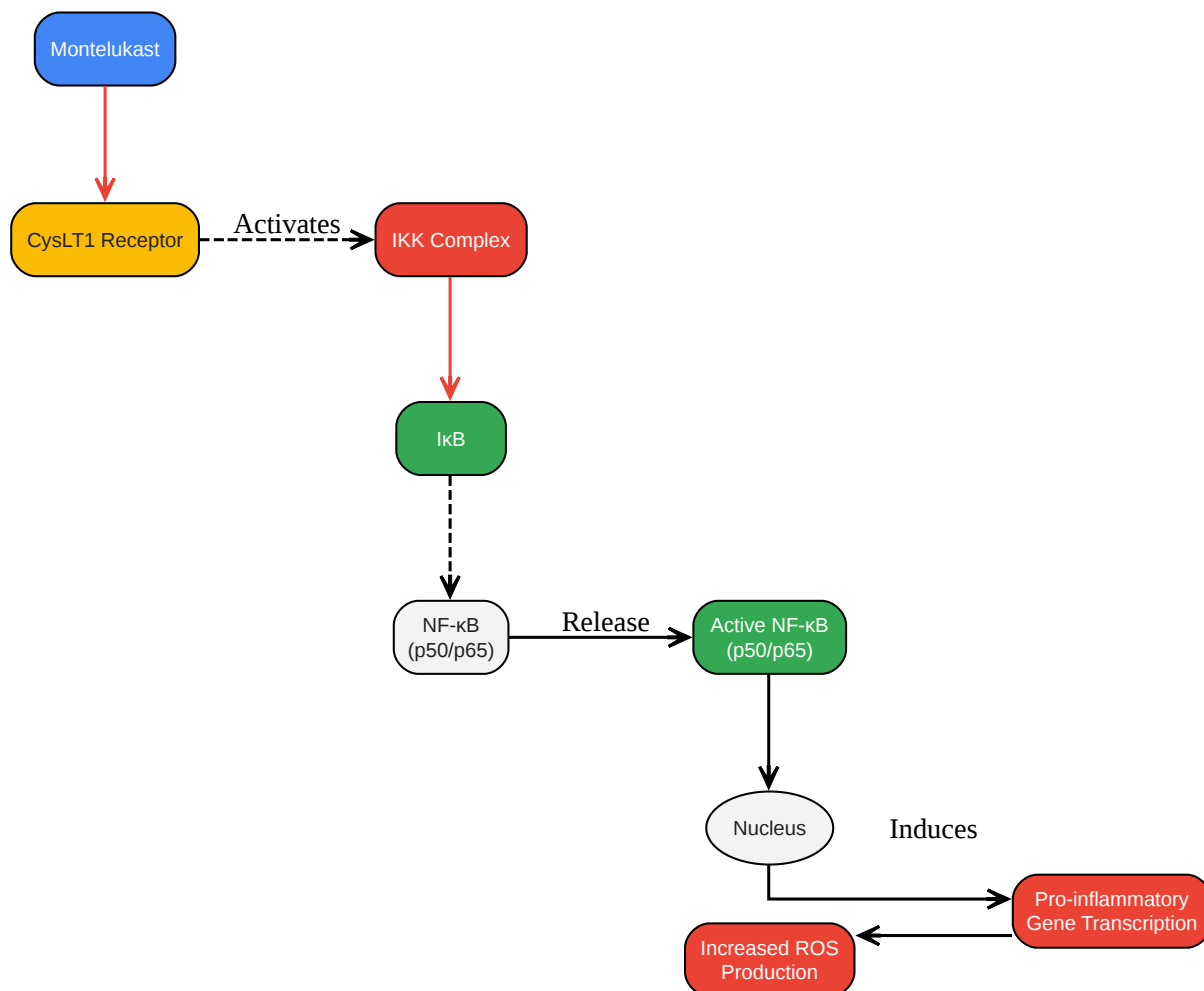 Montelukast
CysLT1 Receptor
Activates
IKK Complex
IκB
NF-κB
(p50/p65)
Release
Active NF-κB
(p50/p65)
Nucleus
Induces
Pro-inflammatory
Gene Transcription
Increased ROS
Production